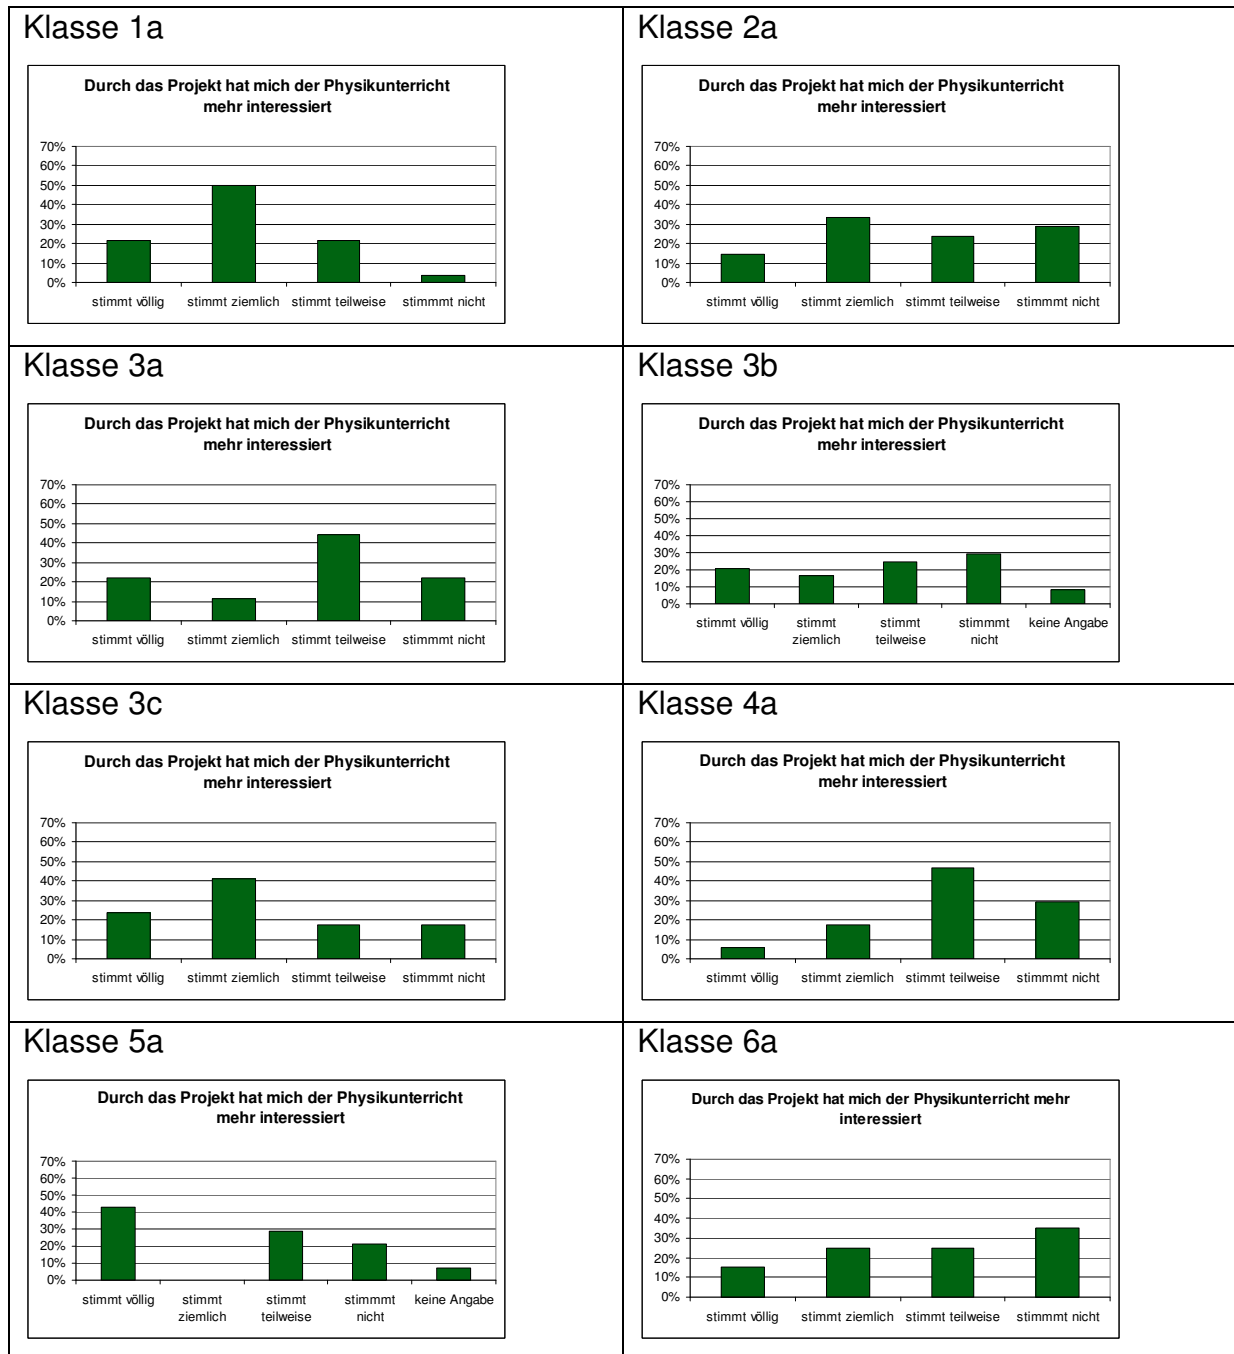 Klasse 1a
Durch das Projekt hat mich der Physikunterricht
mehr interessiert
70%
60%
50%
40%
30%
20%
10%
0%
stimmt völlig stimmt ziemlich stimmt teilweise stimmmt nicht
Klasse 2a
Durch das Projekt hat mich der Physikunterricht
mehr interessiert
70%
60%
50%
40%
30%
20%
10%
0%
stimmt völlig stimmt ziemlich stimmt teilweise stimmmt nicht
Klasse 3a
Durch das Projekt hat mich der Physikunterricht
mehr interessiert
70%
60%
50%
40%
30%
20%
10%
0%
stimmt völlig stimmt ziemlich stimmt teilweise stimmmt nicht
Klasse 3b
Durch das Projekt hat mich der Physikunterricht
mehr interessiert
70%
60%
50%
40%
30%
20%
10%
0%
stimmt völlig stimmt stimmt stimmmt keine Angabe
ziemlich teilweise nicht
Klasse 3c
Durch das Projekt hat mich der Physikunterricht
mehr interessiert
70%
60%
50%
40%
30%
20%
10%
0%
stimmt völlig stimmt ziemlich stimmt teilweise stimmmt nicht
Klasse 4a
Durch das Projekt hat mich der Physikunterricht
mehr interessiert
70%
60%
50%
40%
30%
20%
10%
0%
stimmt völlig stimmt ziemlich stimmt teilweise stimmmt nicht
Klasse 5a
Durch das Projekt hat mich der Physikunterricht
mehr interessiert
70%
60%
50%
40%
30%
20%
10%
0%
stimmt völlig stimmt stimmt stimmmt keine Angabe
ziemlich teilweise nicht
Klasse 6a
Durch das Projekt hat mich der Physikunterricht mehr
interessiert
70%
60%
50%
40%
30%
20%
10%
0%
stimmt völlig stimmt ziemlich stimmt teilweise stimmmt nicht